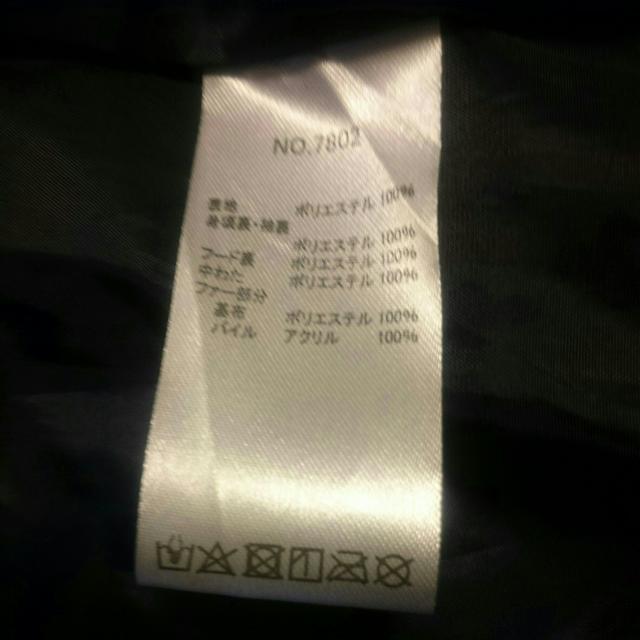 NO.7802
表地 ポリエステル 100%
身頃裏・袖裏
ポリエステル 100%
フード裏 ポリエステル 100%
中わた ポリエステル 100%
ファー部分
基布 ポリエステル 100%
パイル アクリル 100%